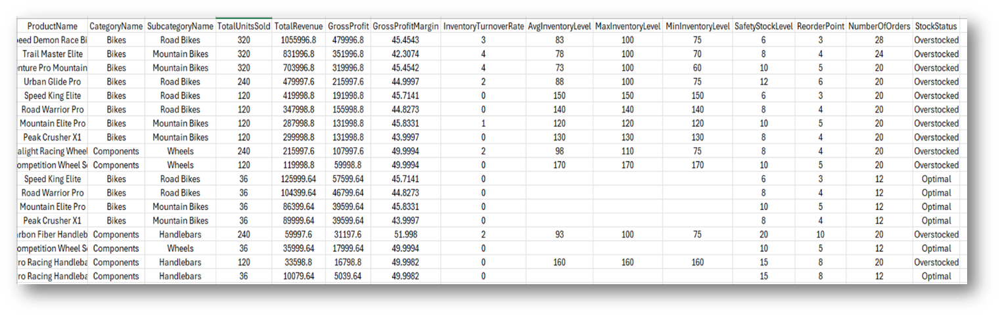 ProductName CategoryName SubcategoryName TotalUnitsSold TotalRevenue GrossProfit GrossProfitMargin InventoryTurnoverRate AvgInventoryLevel MaxInventoryLevel MinInventoryLevel SafetyStockLevel ReorderPoint NumberOfOrders StockStatus
eed Demon Race Bi Bikes Road Bikes 320 1055996.8 479996.8 45.4543 3 83 100 75 6 3 28 Overstocked
Trail Master Elite Bikes Mountain Bikes 320 831996.8 351996.8 42.3074 4 78 100 70 8 4 24 Overstocked
nture Pro Mountain Bikes Mountain Bikes 320 703996.8 319996.8 45.4542 4 73 100 60 10 5 20 Overstocked
Urban Glide Pro Bikes Road Bikes 240 479997.6 215997.6 44.9997 2 88 100 75 12 6 20 Overstocked
Speed King Elite Bikes Road Bikes 120 419998.8 191998.8 45.7141 0 150 150 150 6 3 20 Overstocked
Road Warrior Pro Bikes Road Bikes 120 347998.8 155998.8 44.8273 0 140 140 140 8 4 20 Overstocked
Mountain Elite Pro Bikes Mountain Bikes 120 287998.8 131998.8 45.8331 1 120 120 120 10 5 20 Overstocked
Peak Crusher X1 Bikes Mountain Bikes 120 299998.8 131998.8 43.9997 0 130 130 130 8 4 20 Overstocked
alight Racing Wheel Components Wheels 240 215997.6 107997.6 49.9994 2 98 110 75 8 4 20 Overstocked
ompetition Wheel S Components Wheels 120 119998.8 59998.8 49.9994 0 170 170 170 10 5 20 Overstocked
Speed King Elite Bikes Road Bikes 36 125999.64 57599.64 45.7141 0 6 3 12 Optimal
Road Warrior Pro Bikes Road Bikes 36 104399.64 46799.64 44.8273 0 8 4 12 Optimal
Mountain Elite Pro Bikes Mountain Bikes 36 86399.64 39599.64 45.8331 0 10 5 12 Optimal
Peak Crusher X1 Bikes Mountain Bikes 36 89999.64 39599.64 43.9997 0 8 4 12 Optimal
rbon Fiber Handleb Components Handlebars 240 59997.6 31197.6 51.998 2 93 100 75 20 10 20 Overstocked
ompetition Wheel S Components Wheels 36 35999.64 17999.64 49.9994 0 10 5 12 Optimal
ro Racing Handleba Components Handlebars 120 33598.8 16798.8 49.9982 0 160 160 160 15 8 20 Overstocked
ro Racing Handleba Components Handlebars 36 10079.64 5039.64 49.9982 0 15 8 12 Optimal